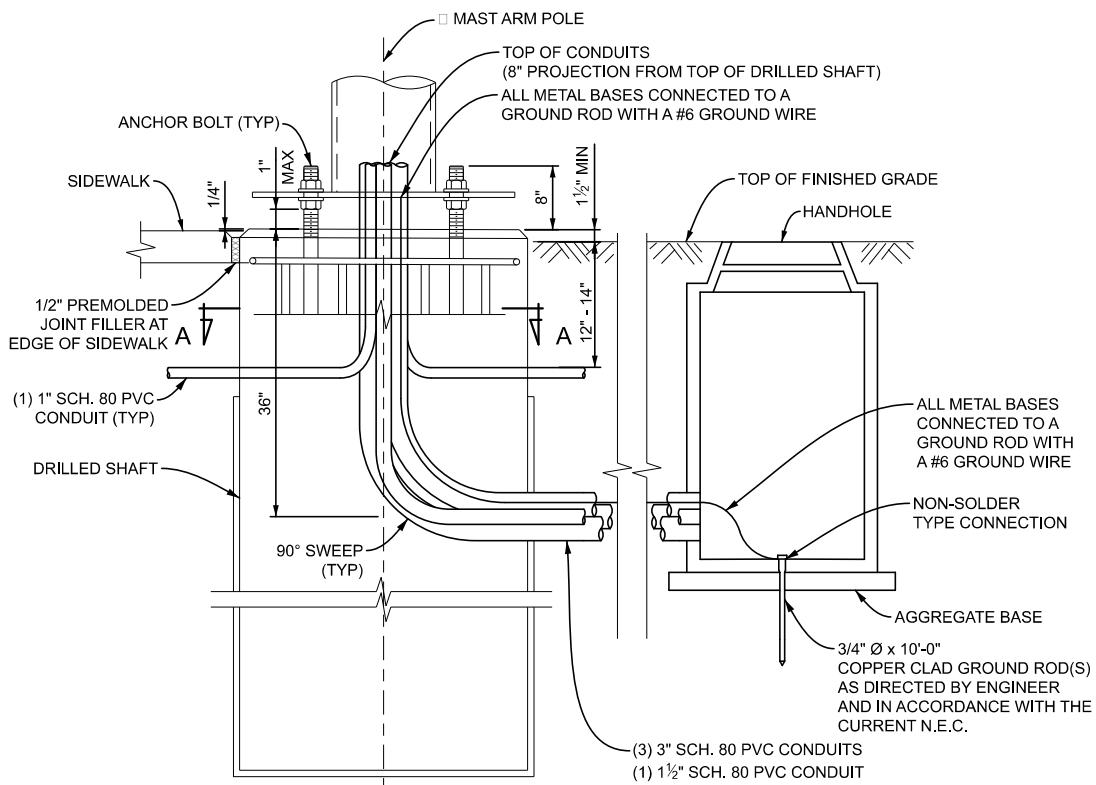 MAST ARM POLE
TOP OF CONDUITS
(8" PROJECTION FROM TOP OF DRILLED SHAFT)
ALL METAL BASES CONNECTED TO A
GROUND ROD WITH A #6 GROUND WIRE
ANCHOR BOLT (TYP)
1"
MAX
SIDEWALK
1/4"
8"
1½" MIN
TOP OF FINISHED GRADE
HANDHOLE
1/2" PREMOLDED
JOINT FILLER AT
EDGE OF SIDEWALK
A
A
12" - 14"
(1) 1" SCH. 80 PVC
CONDUIT (TYP)
36"
ALL METAL BASES
CONNECTED TO A
GROUND ROD WITH
A #6 GROUND WIRE
DRILLED SHAFT
NON-SOLDER
TYPE CONNECTION
90° SWEEP
(TYP)
AGGREGATE BASE
3/4" Ø x 10'-0"
COPPER CLAD GROUND ROD(S)
AS DIRECTED BY ENGINEER
AND IN ACCORDANCE WITH THE
CURRENT N.E.C.
(3) 3" SCH. 80 PVC CONDUITS
(1) 1½" SCH. 80 PVC CONDUIT